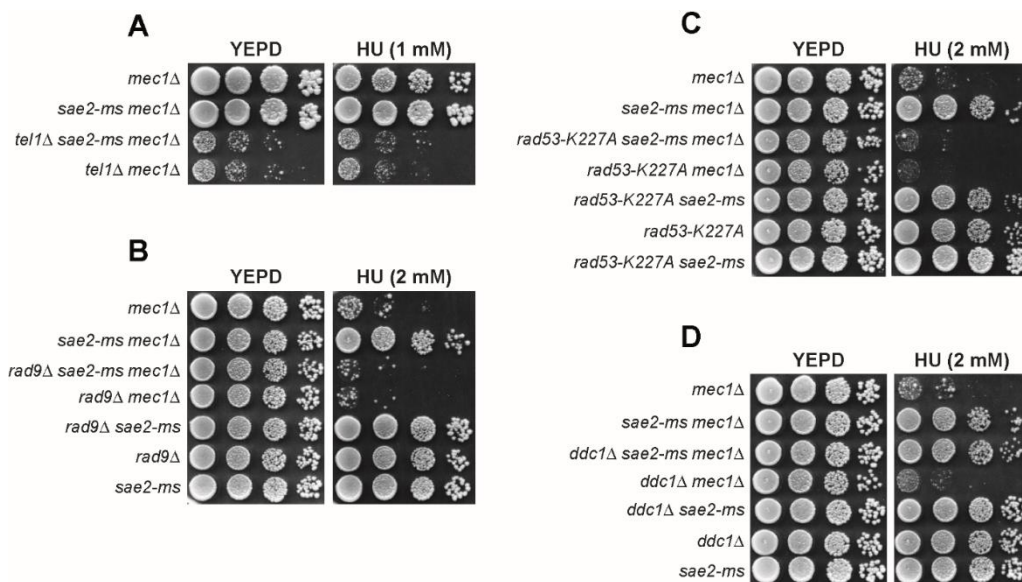 A
YEPD HU (1 mM)
mec1Δ
sae2-ms mec1Δ
tel1Δ sae2-ms mec1Δ
tel1Δ mec1Δ
B
YEPD HU (2 mM)
mec1Δ
sae2-ms mec1Δ
rad9Δ sae2-ms mec1Δ
rad9Δ mec1Δ
rad9Δ sae2-ms
rad9Δ
sae2-ms
C
YEPD HU (2 mM)
mec1Δ
sae2-ms mec1Δ
rad53-K227A sae2-ms mec1Δ
rad53-K227A mec1Δ
rad53-K227A sae2-ms
rad53-K227A
rad53-K227A sae2-ms
D
YEPD HU (2 mM)
mec1Δ
sae2-ms mec1Δ
ddc1Δ sae2-ms mec1Δ
ddc1Δ mec1Δ
ddc1Δ sae2-ms
ddc1Δ
sae2-ms